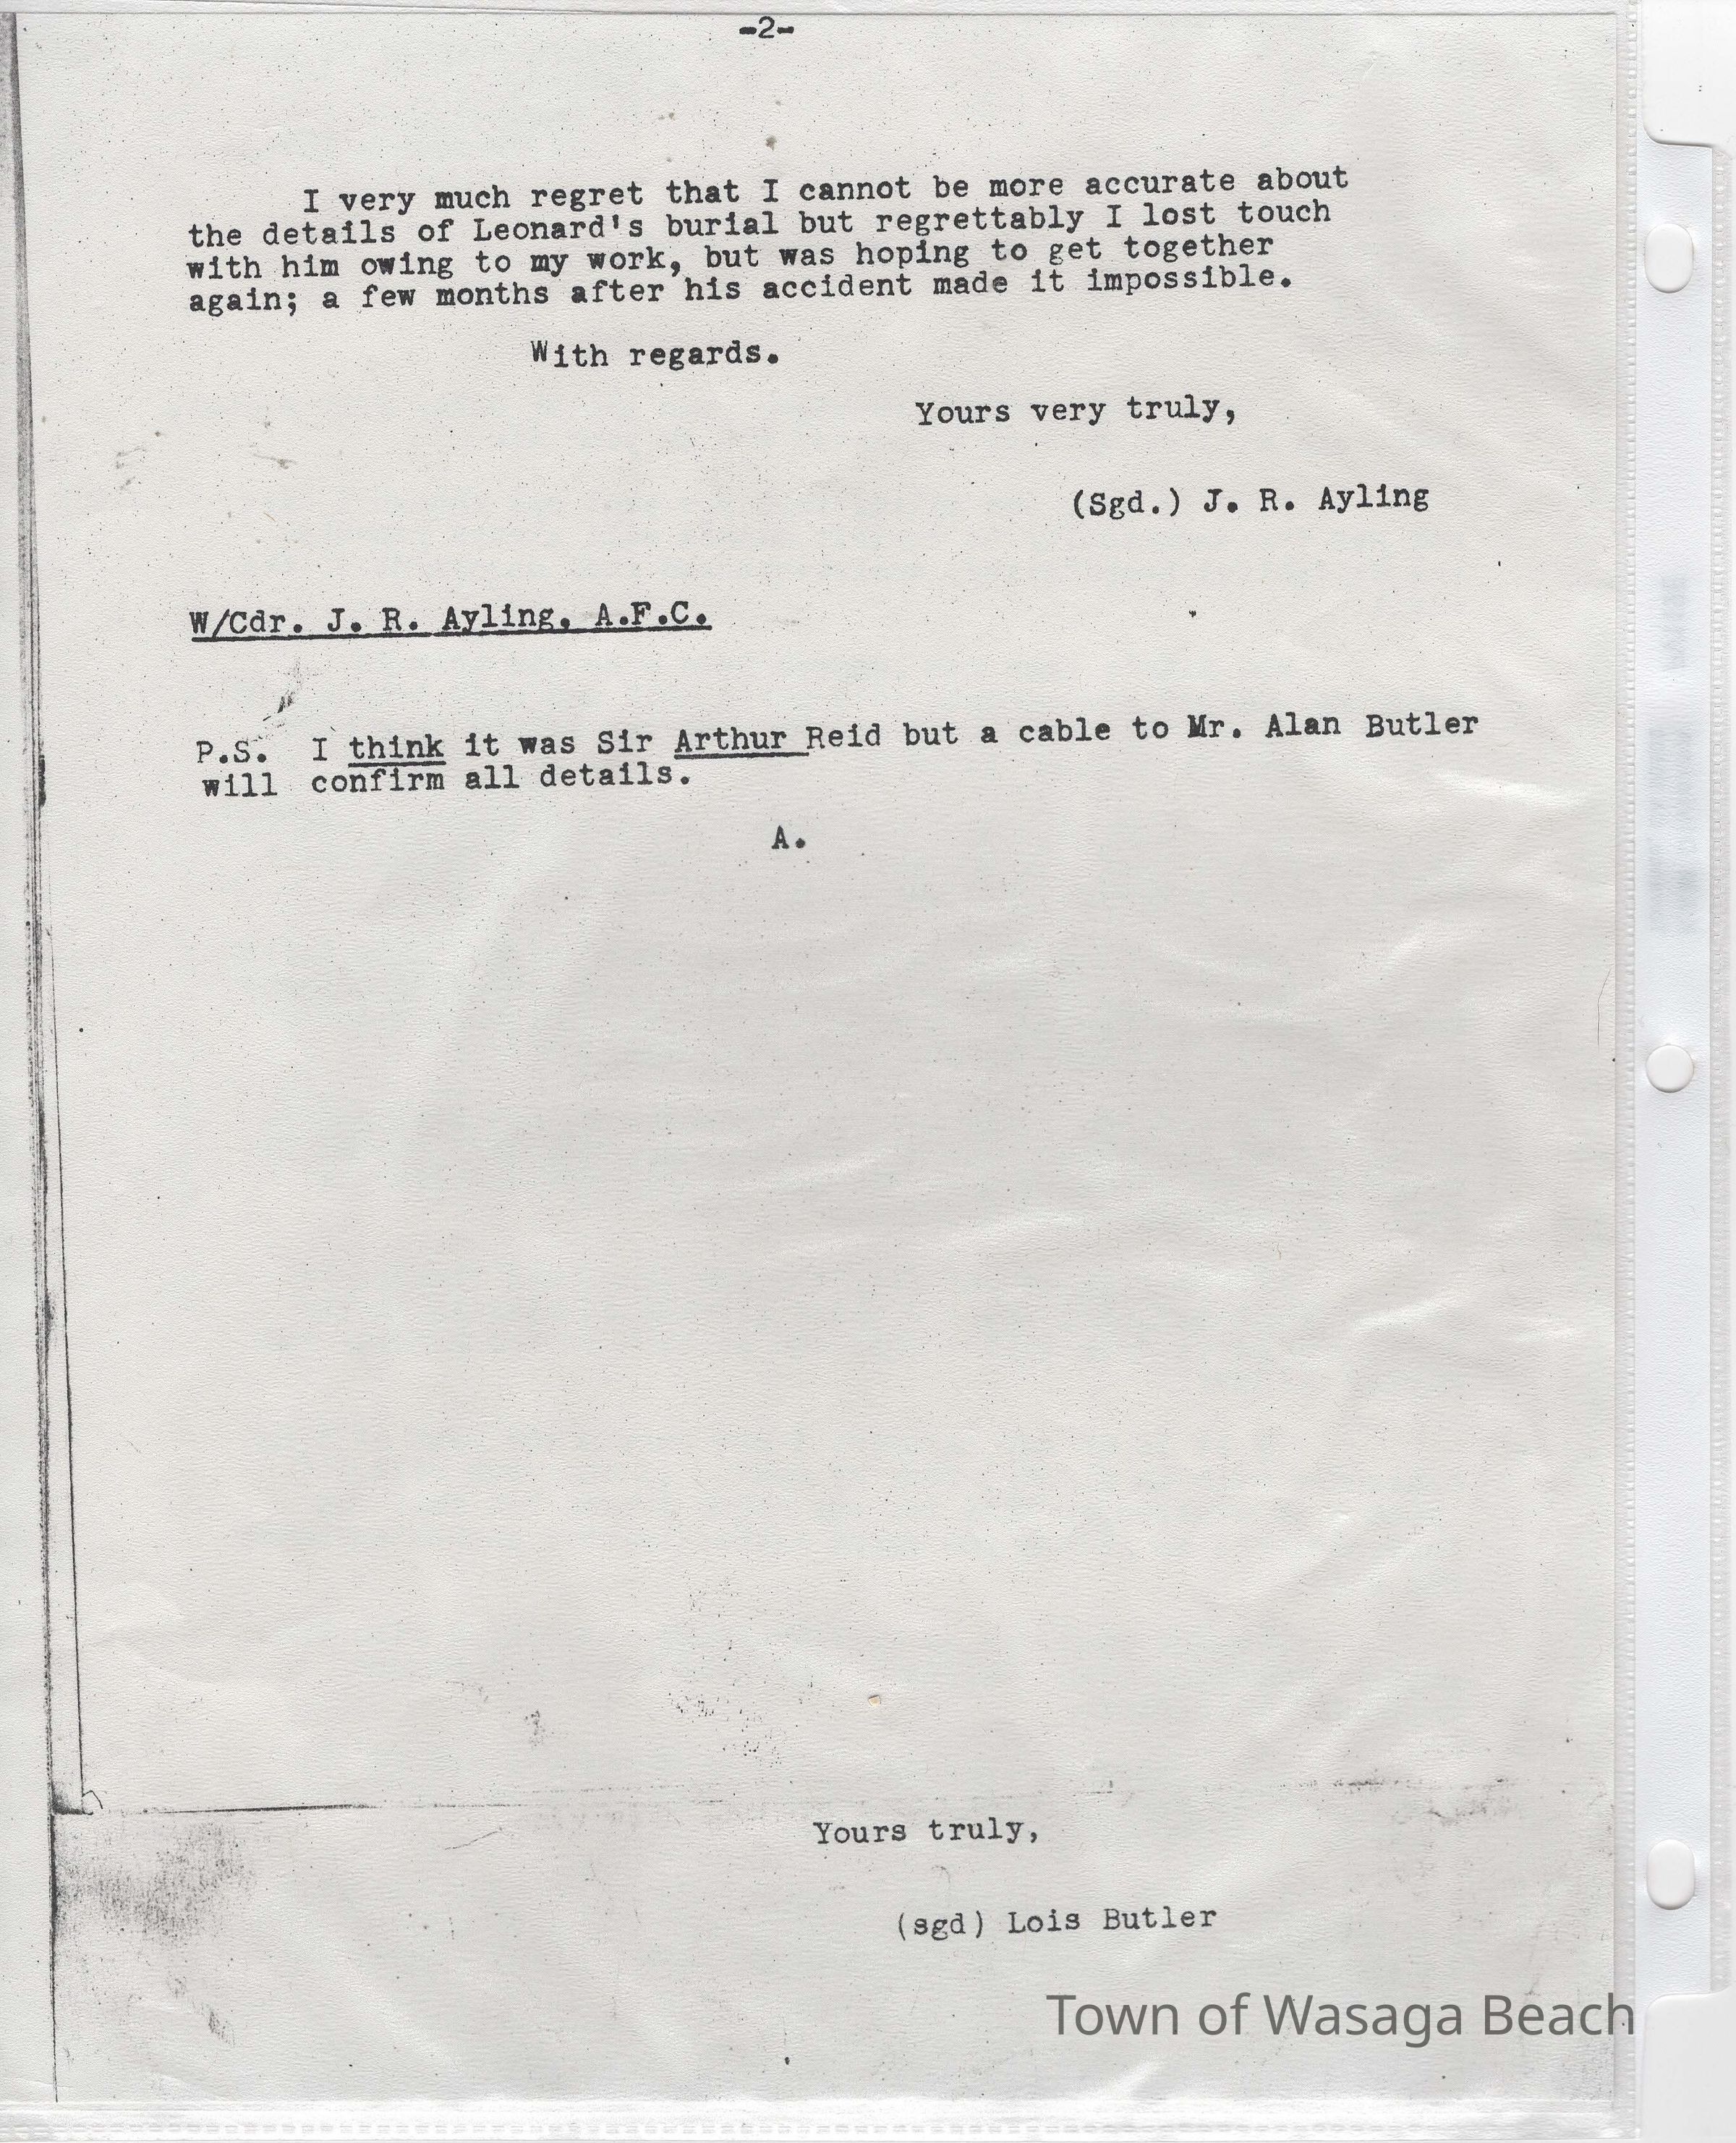 -2-
I very much regret that I cannot be more accurate about
the details of Leonard's burial but regrettably I lost touch
with him owing to my work, but was hoping to get together
again; a few months after his accident made it impossible.
With regards.
Yours very truly,
(Sgd.) J. R. Ayling
W/Cdr. J. R. Ayling, A.F.C.
P.S. I think it was Sir Arthur Reid but a cable to Mr. Alan Butler
will confirm all details.
A.
Yours truly,
(sgd) Lois Butler
Town of Wasaga Beach